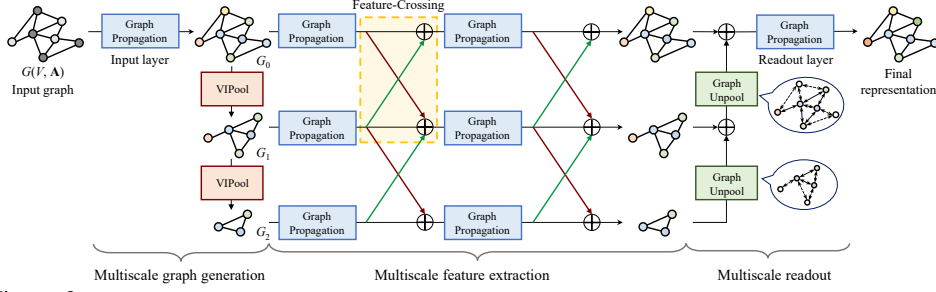 Feature-Crossing
Graph
Propagation
Graph
Propagation
Graph
Propagation
Graph
Propagation
G(V, A)
Input graph
Input layer
G0
Readout layer
Final
representation
VIPool
Graph
Unpool
Graph
Propagation
Graph
Propagation
G1
VIPool
Graph
Unpool
Graph
Propagation
Graph
Propagation
G2
Multiscale graph generation
Multiscale feature extraction
Multiscale readout